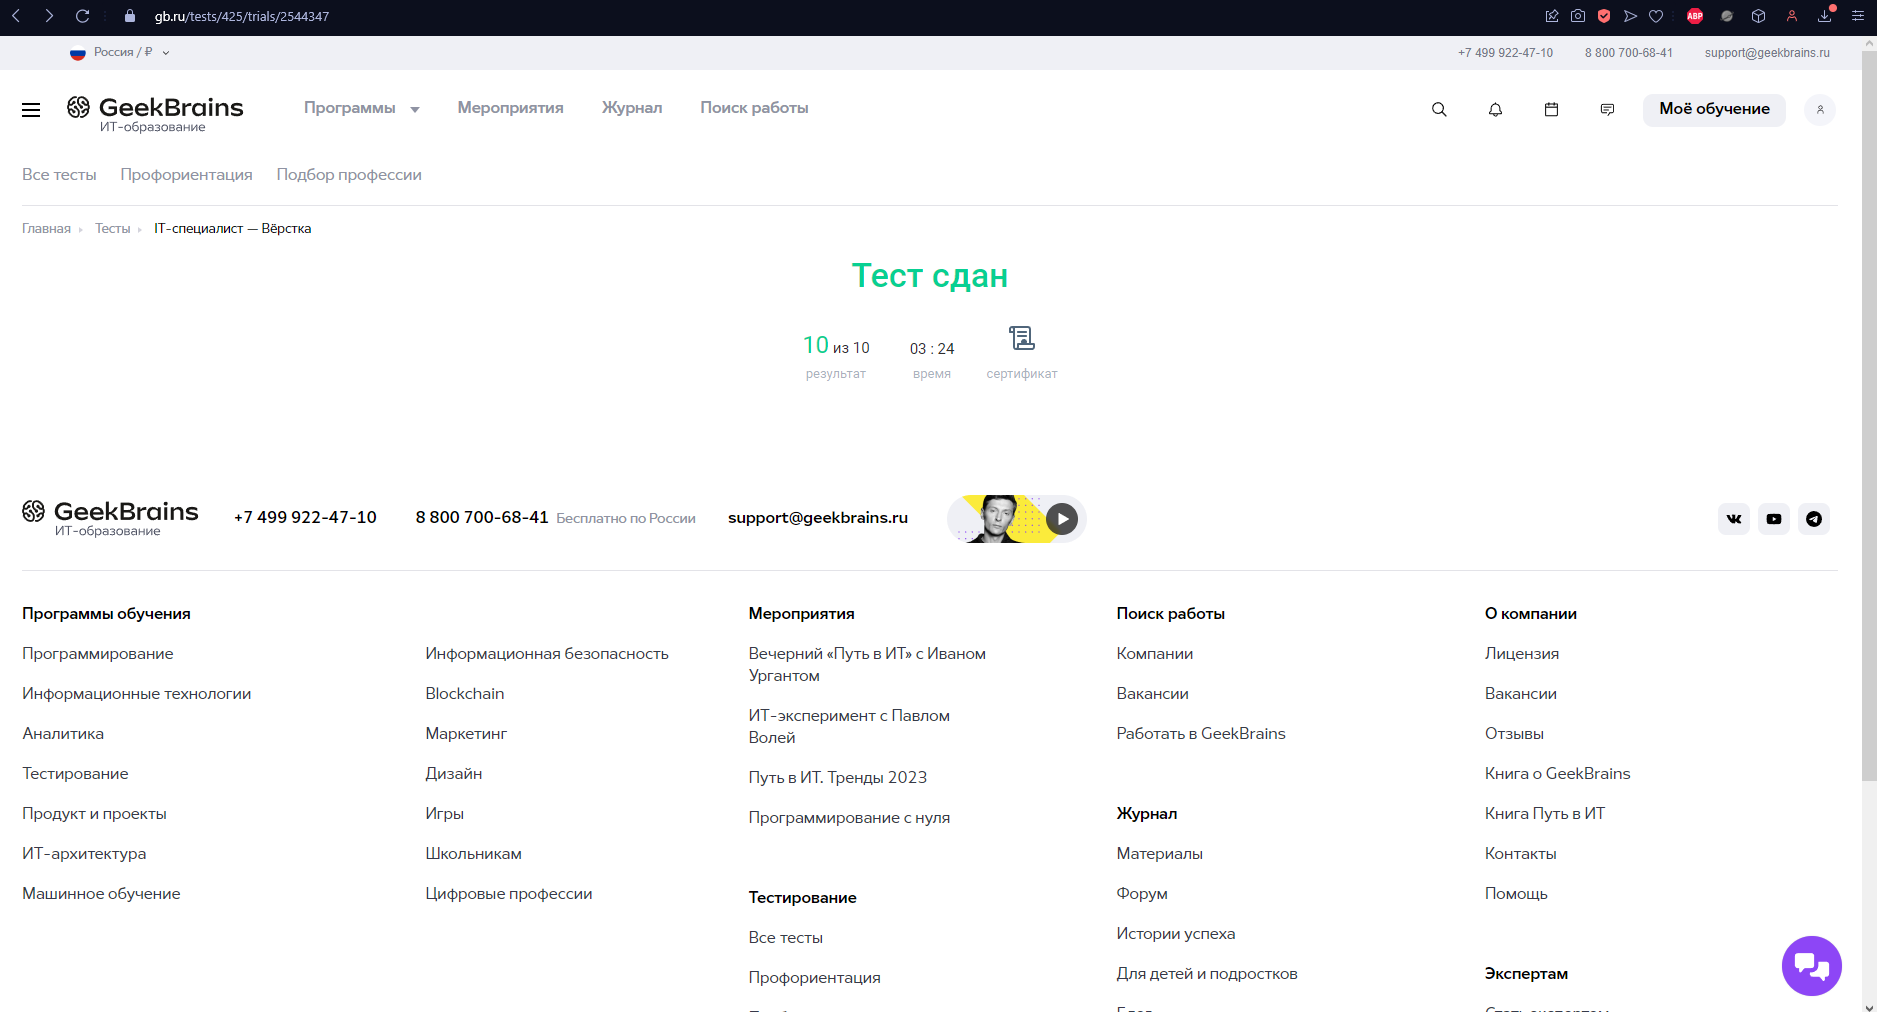 gb.ru/tests/425/trials/2544347
ABP
Россия / ₽
+7 499 922-47-10
8 800 700-68-41
support@geekbrains.ru
GeekBrains
ИТ-образование
Программы
Мероприятия
Журнал
Поиск работы
Моё обучение
Все тесты
Профориентация
Подбор профессии
Главная
Тесты
IT-специалист — Вёрстка
Тест сдан
10 из 10
результат
03 : 24
время
сертификат
GeekBrains
ИТ-образование
+7 499 922-47-10
8 800 700-68-41 Бесплатно по России
support@geekbrains.ru
Программы обучения
Программирование
Информационные технологии
Аналитика
Тестирование
Продукт и проекты
ИТ-архитектура
Машинное обучение
Информационная безопасность
Blockchain
Маркетинг
Дизайн
Игры
Школьникам
Цифровые профессии
Мероприятия
Вечерний «Путь в ИТ» с Иваном
Ургантом
ИТ-эксперимент с Павлом
Волей
Путь в ИТ. Тренды 2023
Программирование с нуля
Тестирование
Все тесты
Профориентация
Поиск работы
Компании
Вакансии
Работать в GeekBrains
Журнал
Материалы
Форум
Истории успеха
Для детей и подростков
О компании
Лицензия
Вакансии
Отзывы
Книга о GeekBrains
Книга Путь в ИТ
Контакты
Помощь
Экспертам